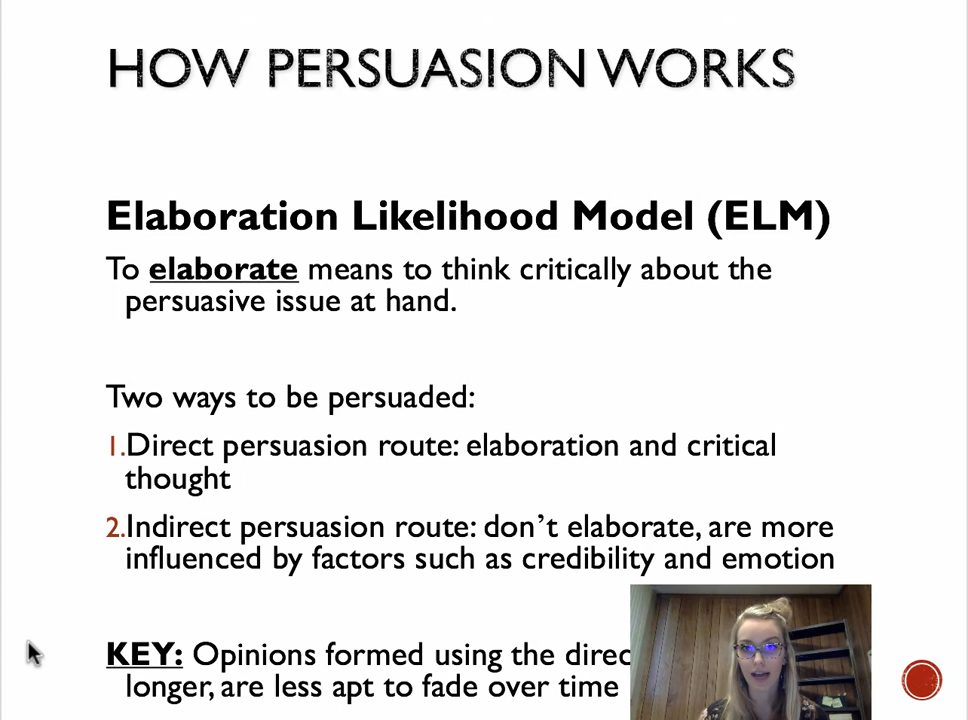 HOW PERSUASION WORKS
Elaboration Likelihood Model (ELM)
To elaborate means to think critically about the
persuasive issue at hand.
Two ways to be persuaded:
1.Direct persuasion route: elaboration and critical
thought
2.Indirect persuasion route: don’t elaborate, are more
influenced by factors such as credibility and emotion
KEY: Opinions formed using the
longer, are less apt to fade over time